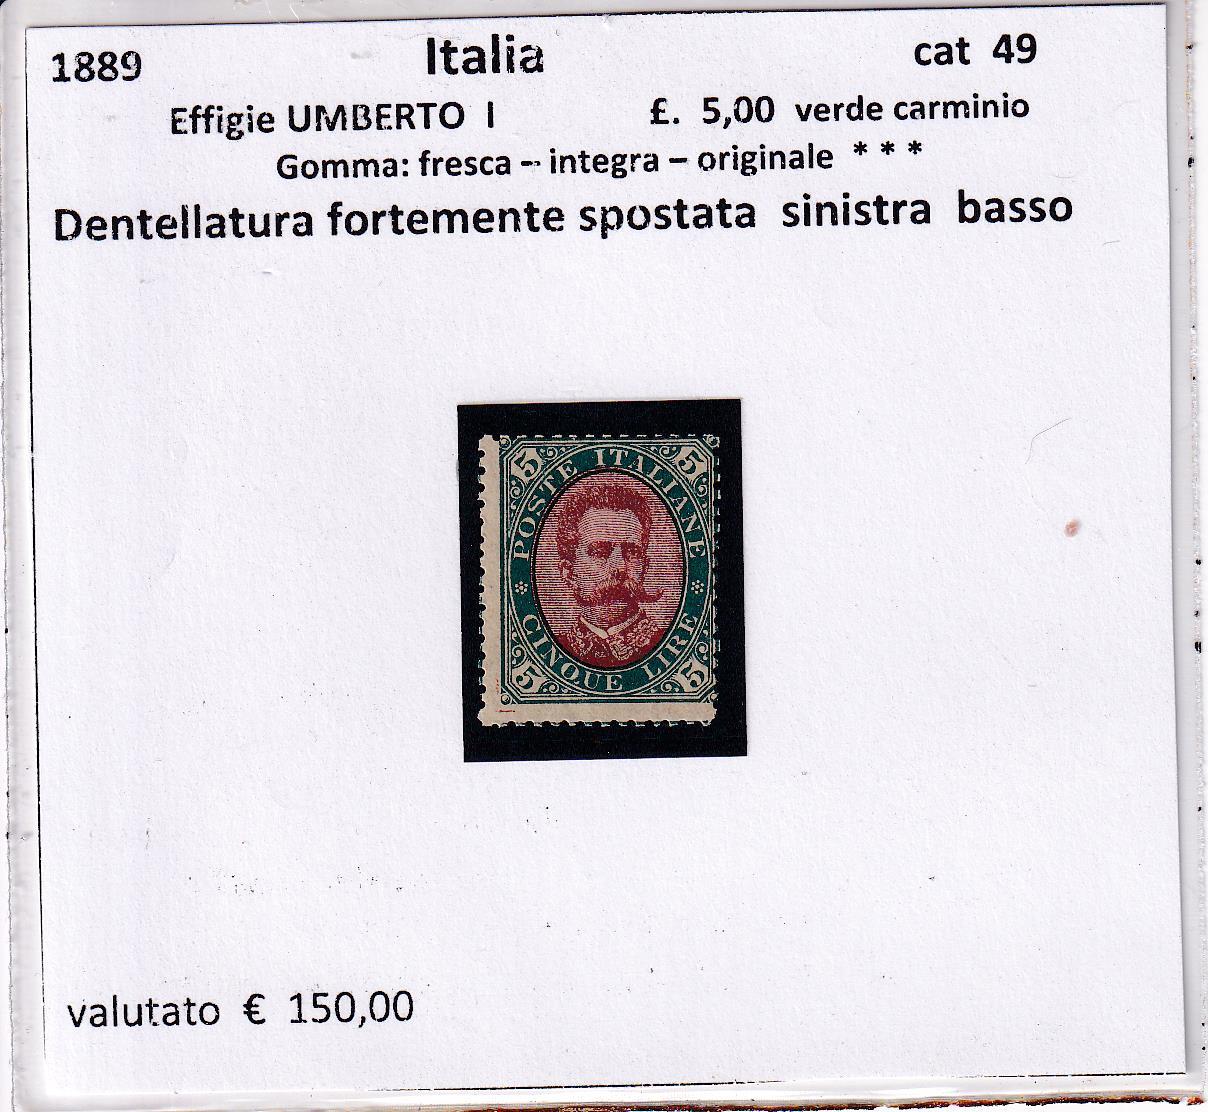 1889 Italia cat 49
Effigie UMBERTO I £. 5,00 verde carminio
Gomma: fresca – integra – originale * * *
Dentellatura fortemente spostata sinistra basso
5 5
POSTE ITALIANE
CINQUE LIRE
5 5
valutato € 150,00